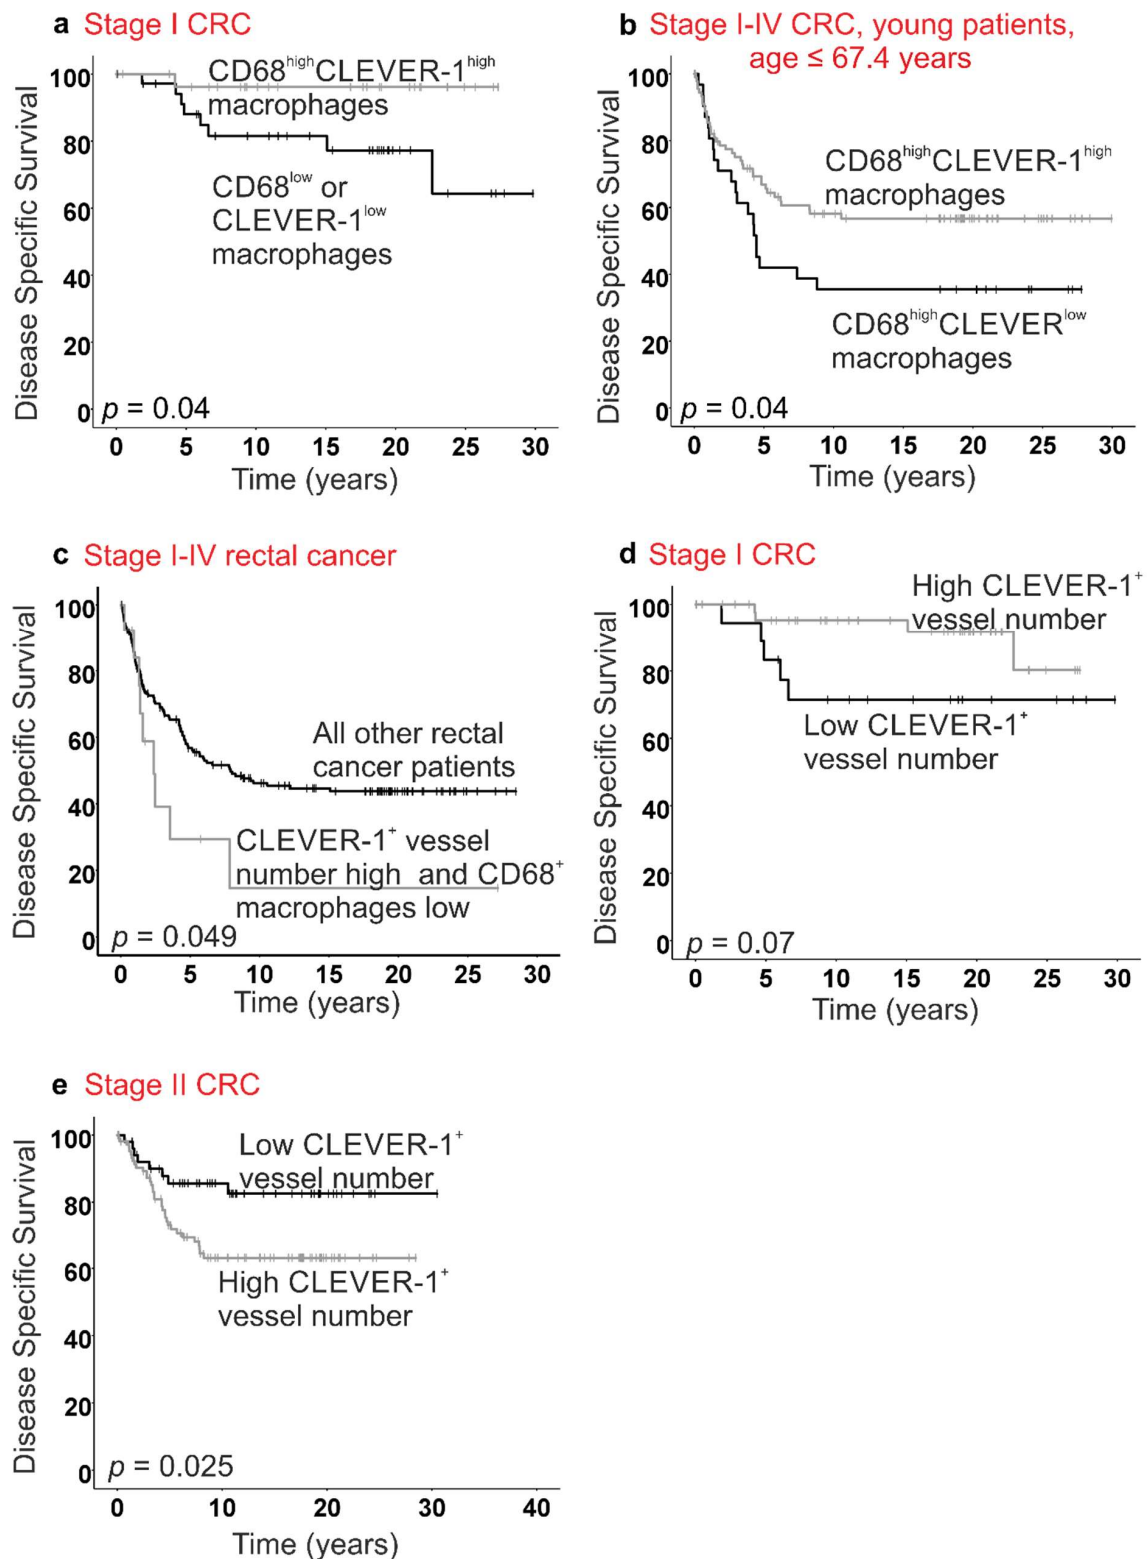 a Stage I CRC
Disease Specific Survival
100
80
60
40
20
0
CD68highCLEVER-1high
macrophages
CD68low or
CLEVER-1low
macrophages
p = 0.04
0 5 10 15 20 25 30
Time (years)
b Stage I-IV CRC, young patients,
age ≤ 67.4 years
Disease Specific Survival
100
80
60
40
20
0
CD68highCLEVER-1high
macrophages
CD68highCLEVERlow
macrophages
p = 0.04
0 5 10 15 20 25 30
Time (years)
c Stage I-IV rectal cancer
Disease Specific Survival
100
80
60
40
20
0
All other rectal
cancer patients
CLEVER-1+ vessel
number high and CD68+
macrophages low
p = 0.049
0 5 10 15 20 25 30
Time (years)
d Stage I CRC
Disease Specific Survival
100
80
60
40
20
0
High CLEVER-1+
vessel number
Low CLEVER-1+
vessel number
p = 0.07
0 5 10 15 20 25 30
Time (years)
e Stage II CRC
Disease Specific Survival
100
80
60
40
20
0
Low CLEVER-1+
vessel number
High CLEVER-1+
vessel number
p = 0.025
0 10 20 30 40
Time (years)